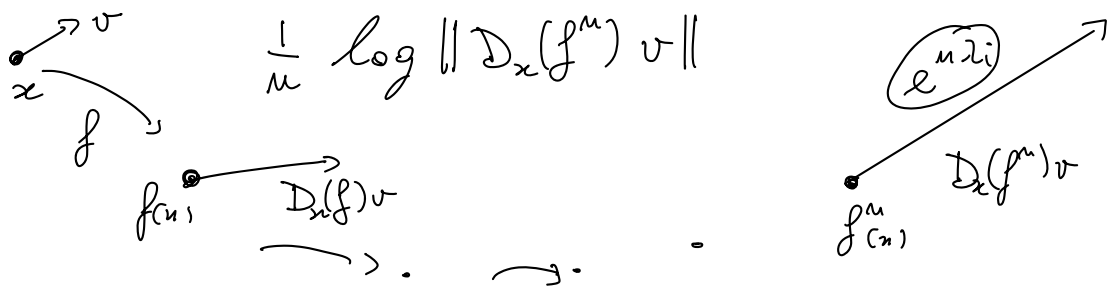 v
1/n log ‖D_x(f^n) v‖
e^{nλ_i}
x
f
f(x)
D_x(f)v
D_x(f^n)v
f^n(x)